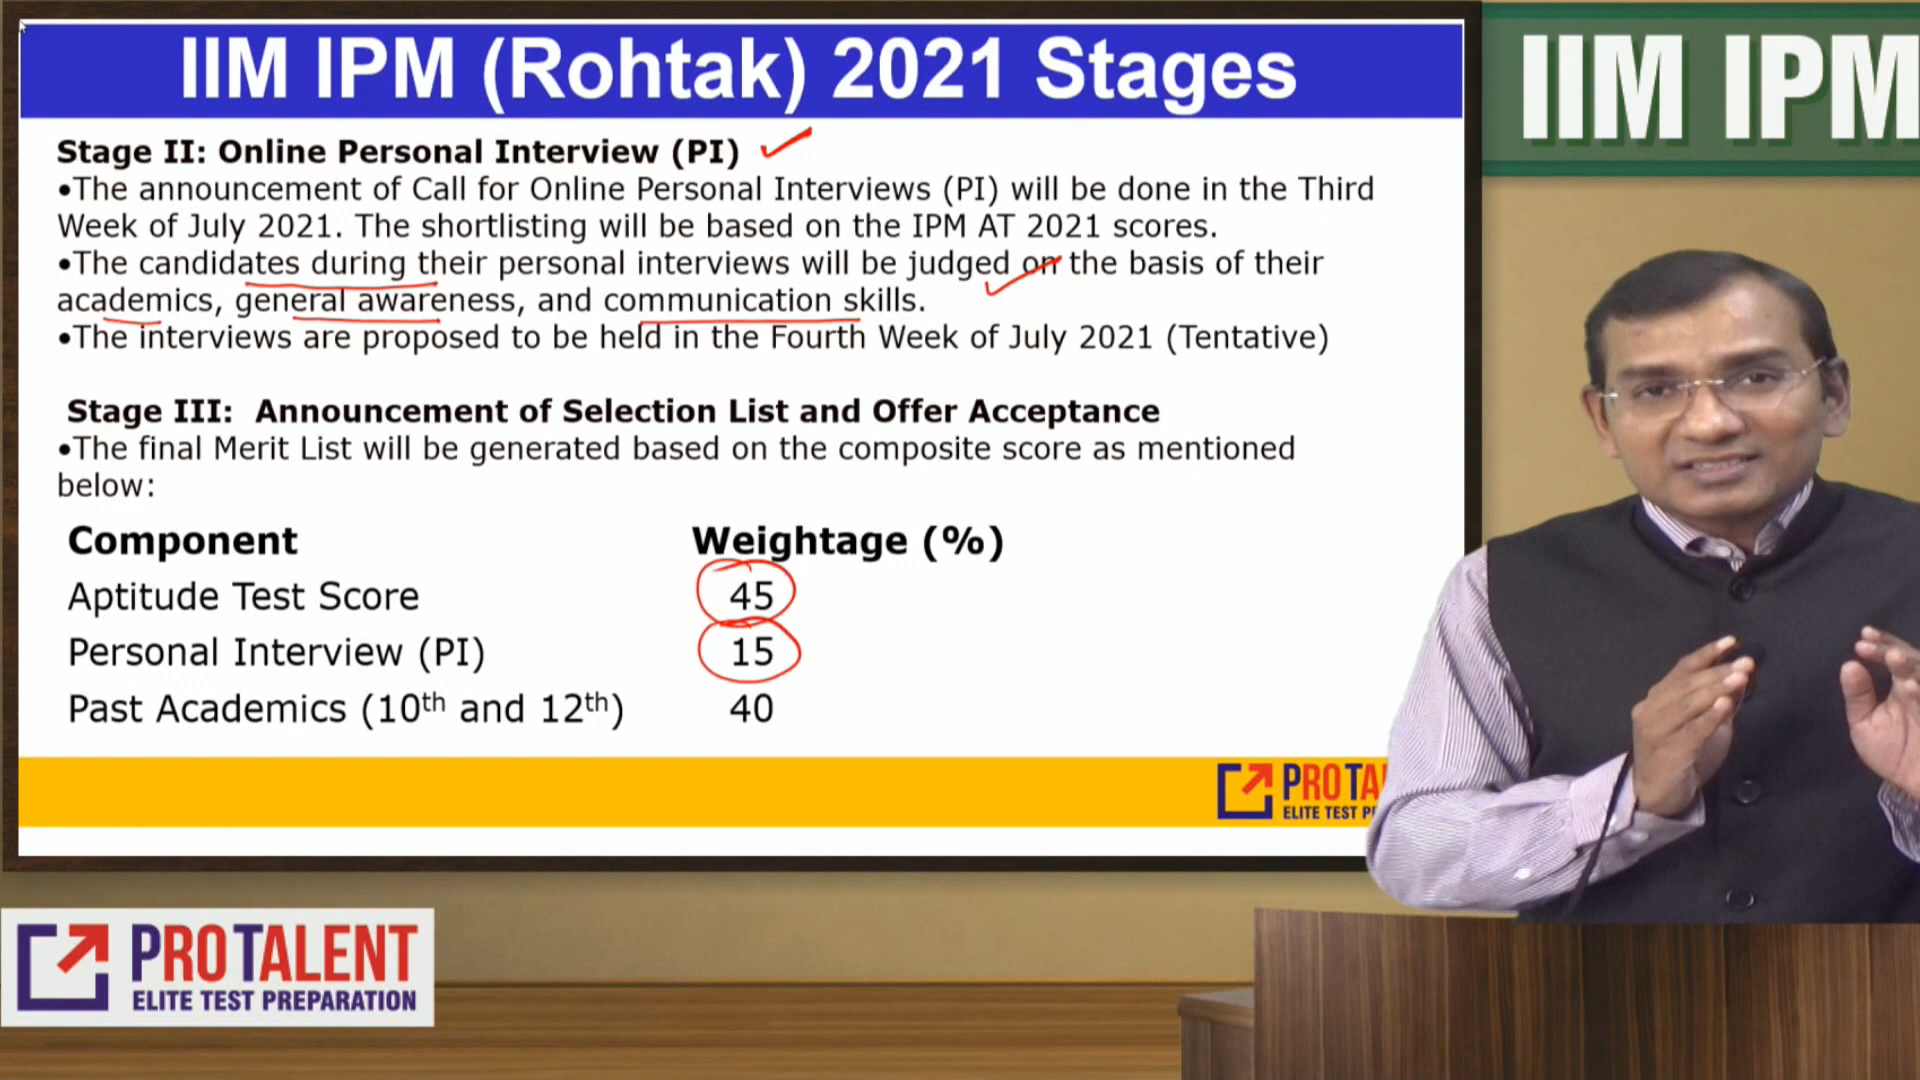 IIM IPM (Rohtak) 2021 Stages
IIM IPM
Stage II: Online Personal Interview (PI)
•The announcement of Call for Online Personal Interviews (PI) will be done in the Third
Week of July 2021. The shortlisting will be based on the IPM AT 2021 scores.
•The candidates during their personal interviews will be judged on the basis of their
academics, general awareness, and communication skills.
•The interviews are proposed to be held in the Fourth Week of July 2021 (Tentative)
Stage III: Announcement of Selection List and Offer Acceptance
•The final Merit List will be generated based on the composite score as mentioned
below:
Component Weightage (%)
Aptitude Test Score 45
Personal Interview (PI) 15
Past Academics (10th and 12th) 40
PROTA
ELITE TEST P
PROTALENT
ELITE TEST PREPARATION